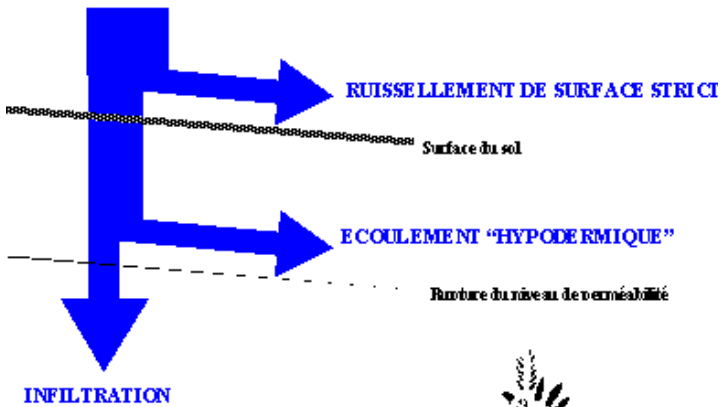 RUISSELLEMENT DE SURFACE STRICT
Surface du sol
ECOULEMENT “HYPODERMIQUE”
Rupture du niveau de perméabilité
INFILTRATION